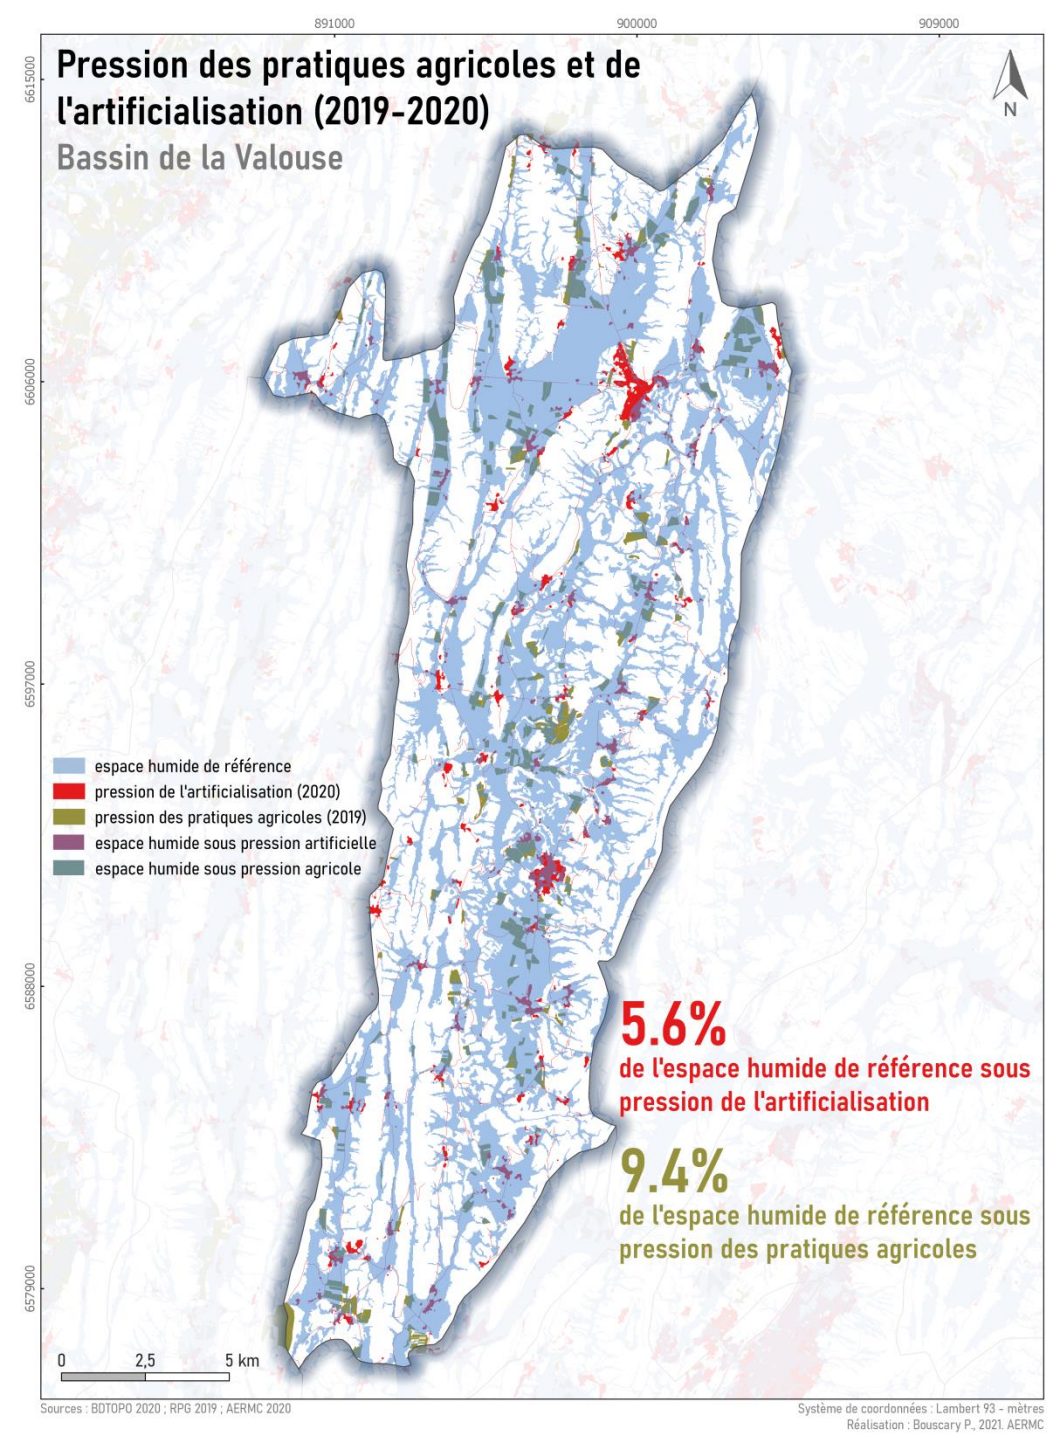 891000
900000
909000
Pression des pratiques agricoles et de
l'artificialisation (2019-2020)
Bassin de la Valouse
N
6615000
6606000
6597000
6588000
6579000
espace humide de référence
pression de l'artificialisation (2020)
pression des pratiques agricoles (2019)
espace humide sous pression artificielle
espace humide sous pression agricole
5.6%
de l'espace humide de référence sous
pression de l'artificialisation
9.4%
de l'espace humide de référence sous
pression des pratiques agricoles
0 2,5 5 km
Sources : BDTOPO 2020 ; RPG 2019 ; AERMC 2020
Système de coordonnées : Lambert 93 - mètres
Réalisation : Bouscary P., 2021. AERMC